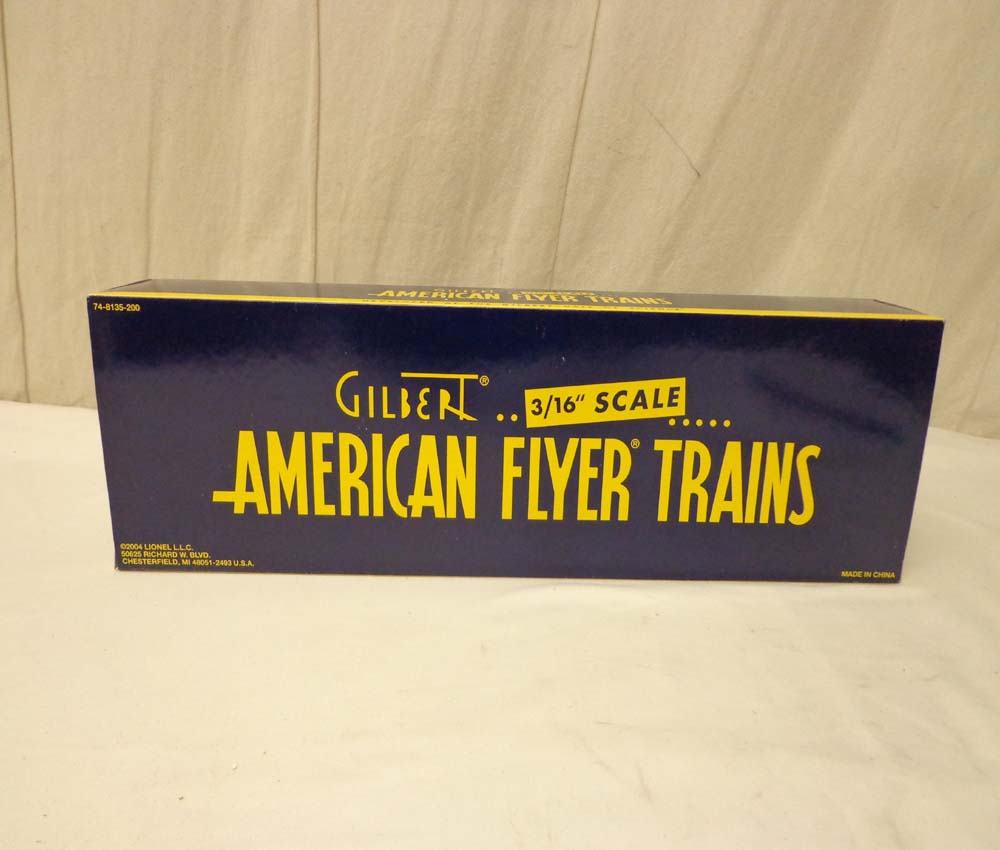 AMERICAN FLYER TRAINS
74-8135-200
GILBERT®
..3/16" SCALE.....
AMERICAN FLYER® TRAINS
©2004 LIONEL L.L.C.
50625 RICHARD W. BLVD.
CHESTERFIELD, MI 48051-2493 U.S.A.
MADE IN CHINA